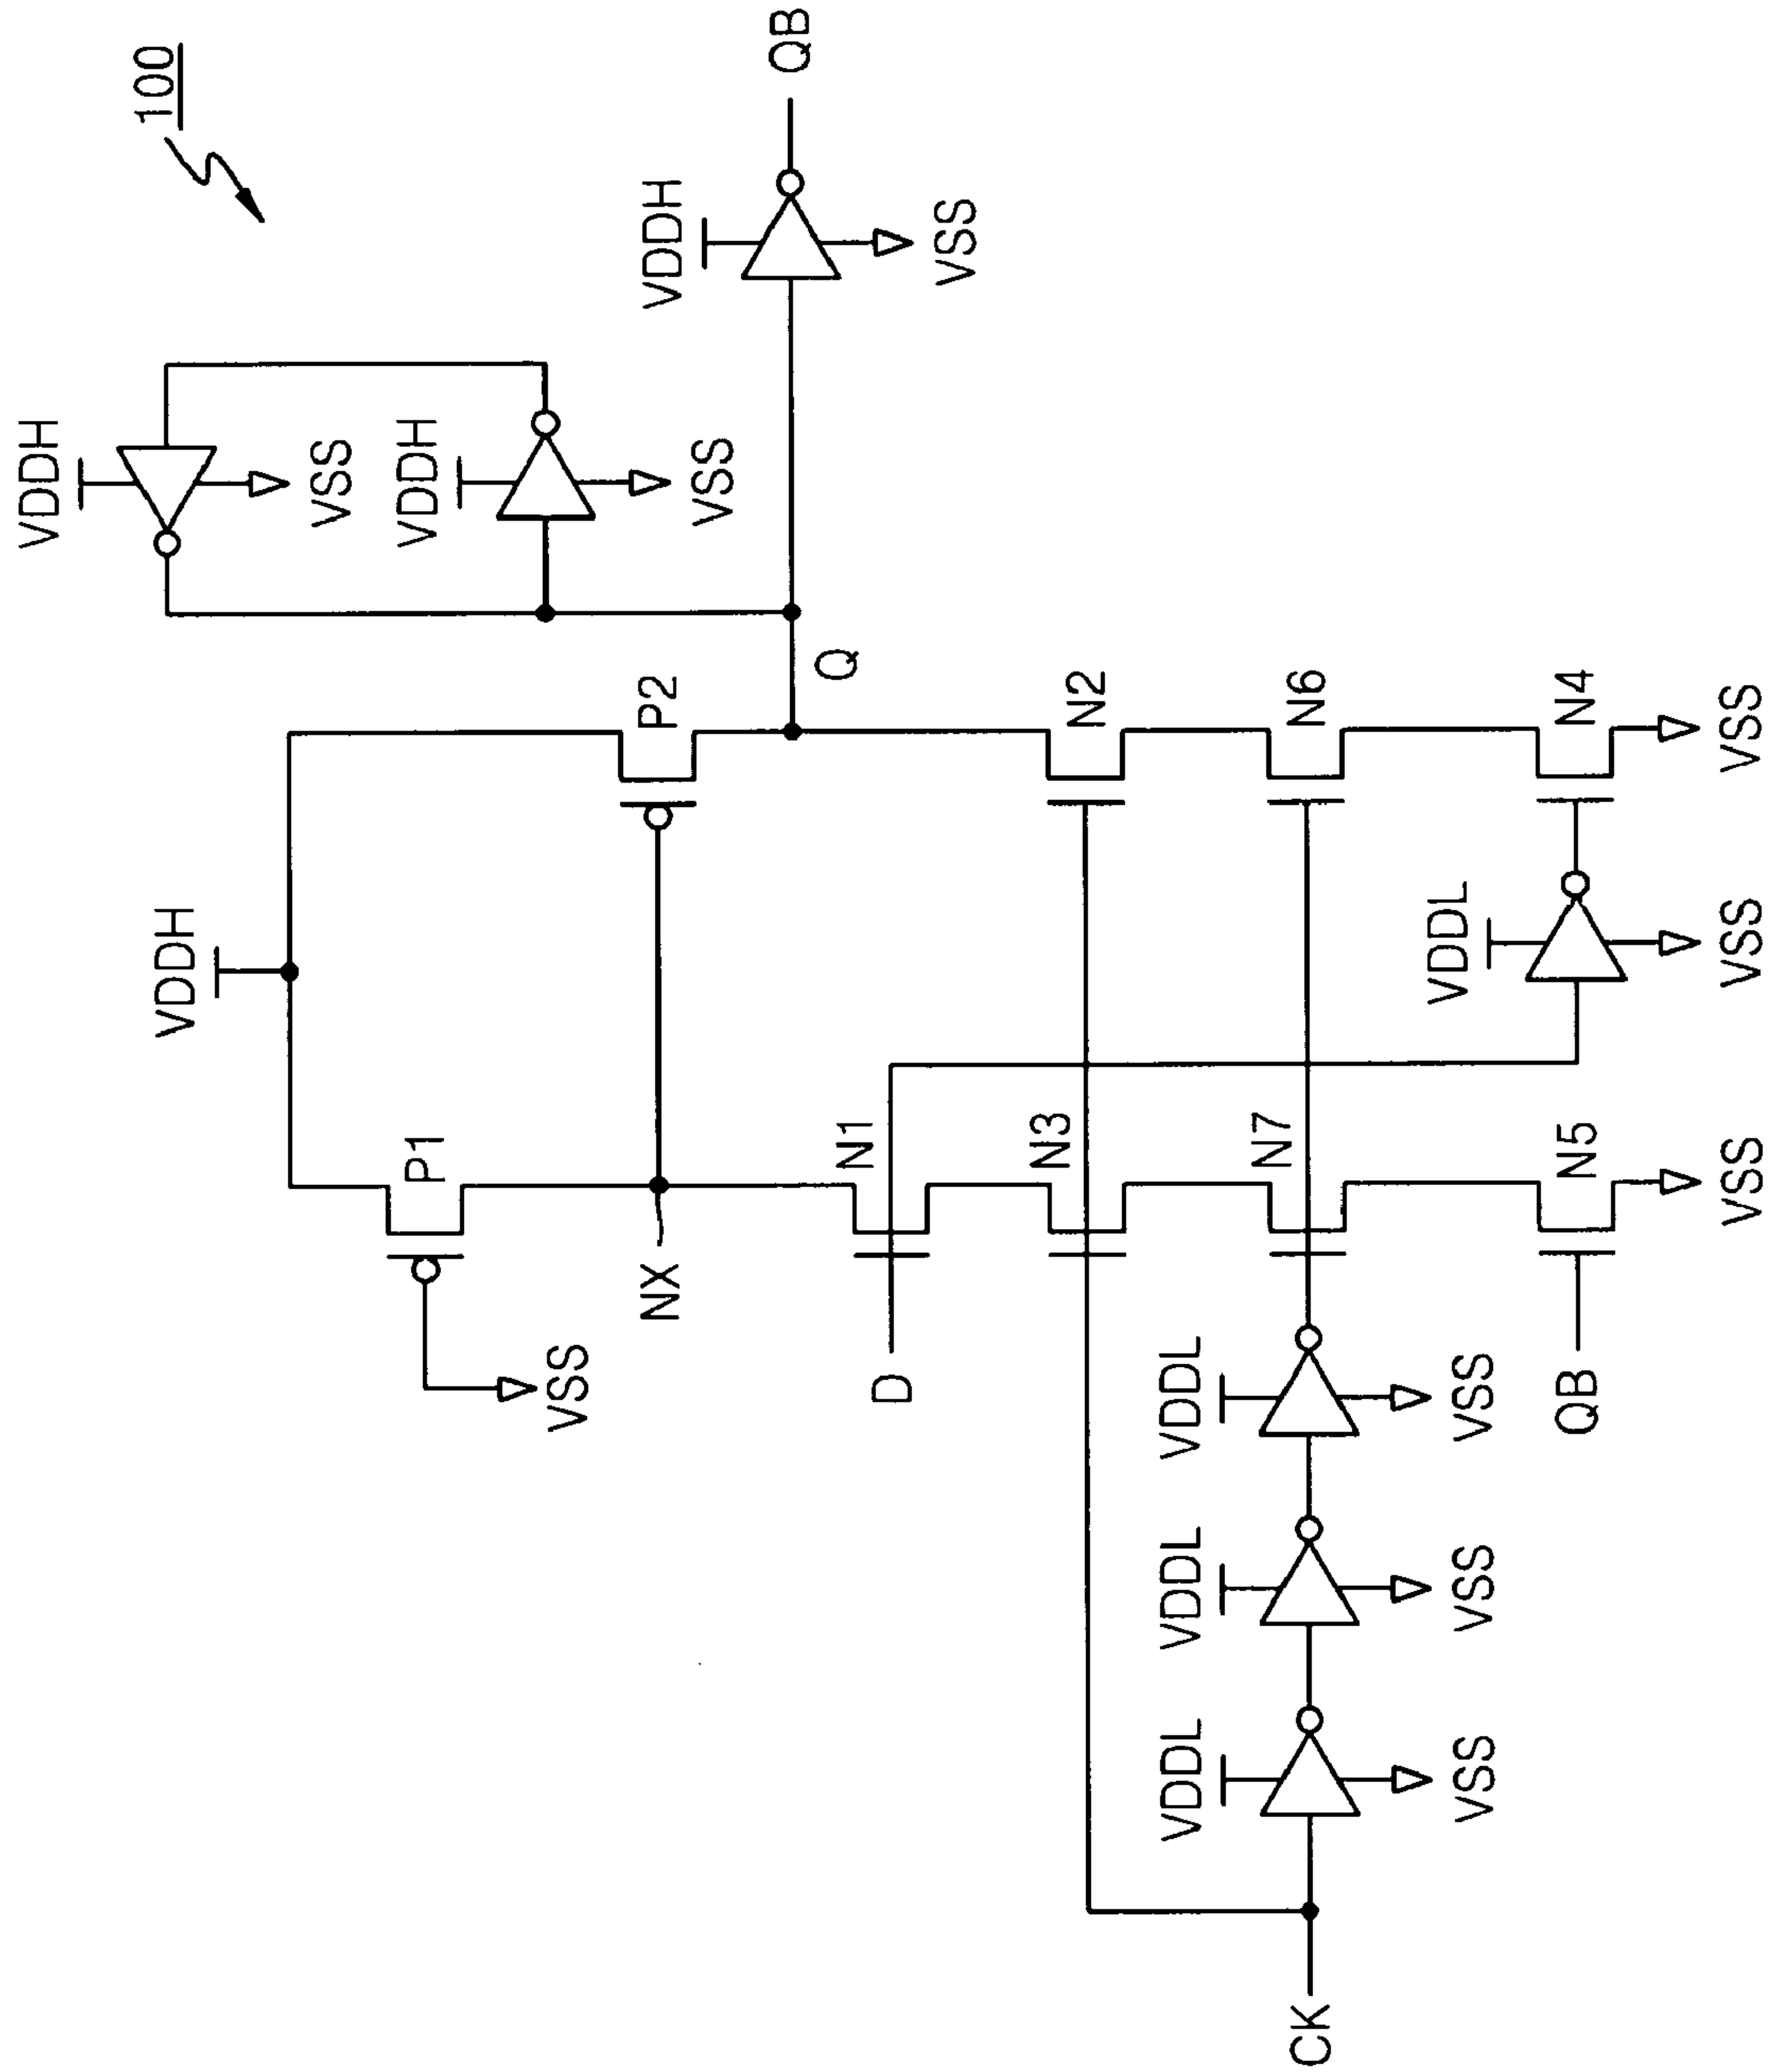 VDDH
100
VDDH
VSS
VDDH
P1
VSS
NX
P2
VDDH
VSS
QB
Q
N1
D
VSS
N3
N2
VDDL
VDDL
VDDL
N7
N6
CK
VDDL
VSS
VSS
VSS
QB
N5
N4
VSS
VSS
VSS